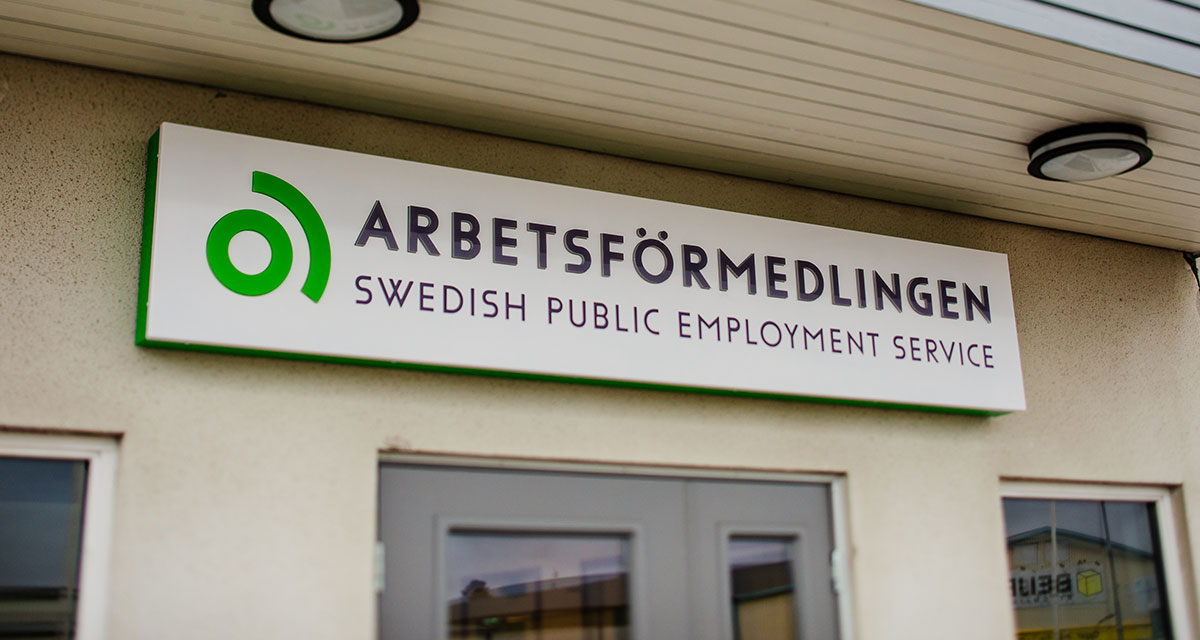 ARBETSFÖRMEDLINGEN
SWEDISH PUBLIC EMPLOYMENT SERVICE